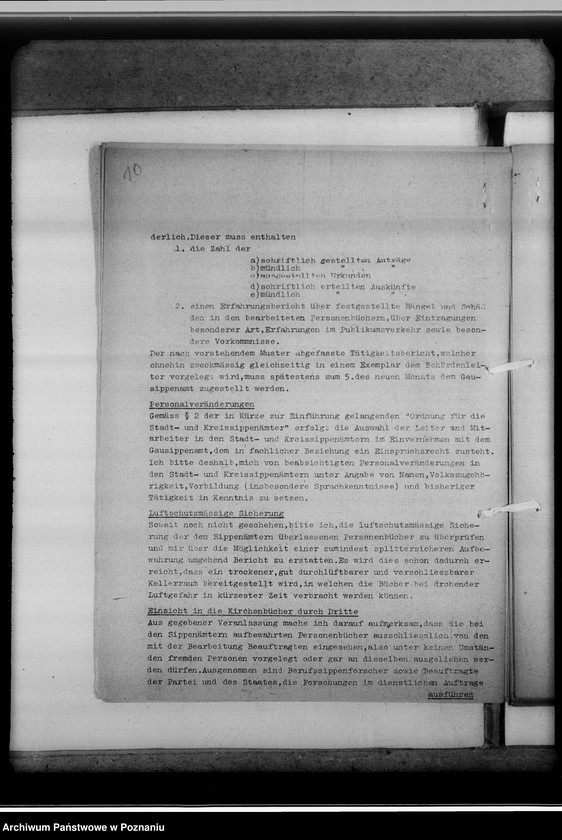 10
derlich.Dieser muss enthalten
1. die Zahl der
a)schriftlich gestellten Anträge
b)mündlich " "
c)ausgestellten Urkunden
d)schriftlich erteilten Auskünfte
e)mündlich " "
2. einen Erfahrungsbericht über festgestellte Mängel und Schäd
den in den bearbeiteten Personenbüchern,über Eintragungen
besonderer Art,Erfahrungen im Publikumsverkehr sowie beson-
dere Vorkommnisse.
Der nach vorstehendem Muster abgefasste Tätigkeitsbericht,welcher
ohnehin zweckmässig gleichzeitig in einem Exemplar dem Behördenlei-
ter vorgelegt wird,muss spätestens zum 5.des neuen Monats dem Gau-
sippenamt zugestellt werden.
Personalveränderungen
Gemäss § 2 der in Kürze zur Einführung gelangenden "Ordnung für die
Stadt- und Kreissippenämter" erfolgt die Auswahl der Leiter und Mit-
arbeiter in den Stadt- und Kreissippenämtern im Einvernehmen mit dem
Gausippenamt,dem in fachlicher Beziehung ein Einspruchsrecht zusteht.
Ich bitte deshalb,mich von beabsichtigten Personalveränderungen in
den Stadt- und Kreissippenämtern unter Angabe von Namen,Volkszugehö-
rigkeit,Vorbildung (insbesondere Sprachkenntnisse) und bisheriger
Tätigkeit in Kenntnis zu setzen.
Luftschutzmässige Sicherung
Soweit noch nicht geschehen,bitte ich,die luftschutzmässige Siche-
rung der den Sippenämtern überlassenen Personenbücher zu überprüfen
und mir über die Möglichkeit einer zumindest splittersicheren Aufbe-
wahrung umgehend Bericht zu erstatten.Es wird dies schon dadurch er-
reicht,dass ein trockener,gut durchlüftbarer und verschliessbarer
Kellerraum bereitgestellt wird,in welchen die Bücher bei drohender
Luftgefahr in kürzester Zeit verbracht werden können.
Einsicht in die Kirchenbücher durch Dritte
Aus gegebener Veranlassung mache ich darauf aufmerksam,dass die bei
den Sippenämtern aufbewahrten Personenbücher ausschliesslich von den
mit der Bearbeitung Beauftragten eingesehen,also unter keinen Umstän-
den fremden Personen vorgelegt oder gar an dieselben ausgeliehen wer-
den dürfen.Ausgenommen sind Berufssippenforscher sowie Beauftragte
der Partei und des Staates,die Forschungen im dienstlichen Auftrage
ausführen
Archiwum Państwowe w Poznaniu